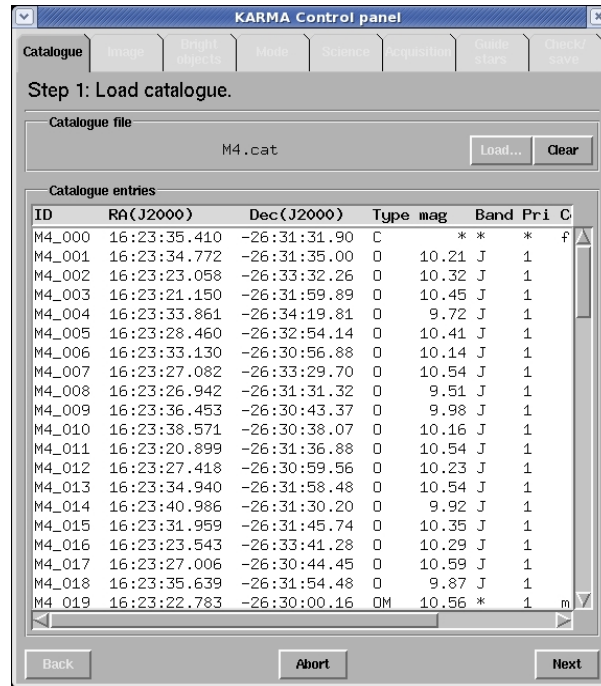 KARMA Control panel
Catalogue Image Bright objects Mode Science Acquisition Guide stars Check/ save
Step 1: Load catalogue.
Catalogue file
M4.cat Load... Clear
Catalogue entries
ID RA(J2000) Dec(J2000) Type mag Band Pri C
M4_000 16:23:35.410 -26:31:31.90 C * * * f
M4_001 16:23:34.772 -26:31:35.00 O 10.21 J 1
M4_002 16:23:23.058 -26:33:32.26 O 10.32 J 1
M4_003 16:23:21.150 -26:31:59.89 O 10.45 J 1
M4_004 16:23:33.861 -26:34:19.81 O 9.72 J 1
M4_005 16:23:28.460 -26:32:54.14 O 10.41 J 1
M4_006 16:23:33.130 -26:30:56.88 O 10.14 J 1
M4_007 16:23:27.082 -26:33:29.70 O 10.54 J 1
M4_008 16:23:26.942 -26:31:31.32 O 9.51 J 1
M4_009 16:23:36.453 -26:30:43.37 O 9.98 J 1
M4_010 16:23:38.571 -26:30:38.07 O 10.16 J 1
M4_011 16:23:20.899 -26:31:36.88 O 10.54 J 1
M4_012 16:23:27.418 -26:30:59.56 O 10.23 J 1
M4_013 16:23:34.940 -26:31:58.48 O 10.54 J 1
M4_014 16:23:40.986 -26:31:30.20 O 9.92 J 1
M4_015 16:23:31.959 -26:31:45.74 O 10.35 J 1
M4_016 16:23:23.543 -26:33:41.28 O 10.29 J 1
M4_017 16:23:27.006 -26:30:44.45 O 10.59 J 1
M4_018 16:23:35.639 -26:31:54.48 O 9.87 J 1
M4_019 16:23:22.783 -26:30:00.16 OM 10.56 * 1 m
Back Abort Next